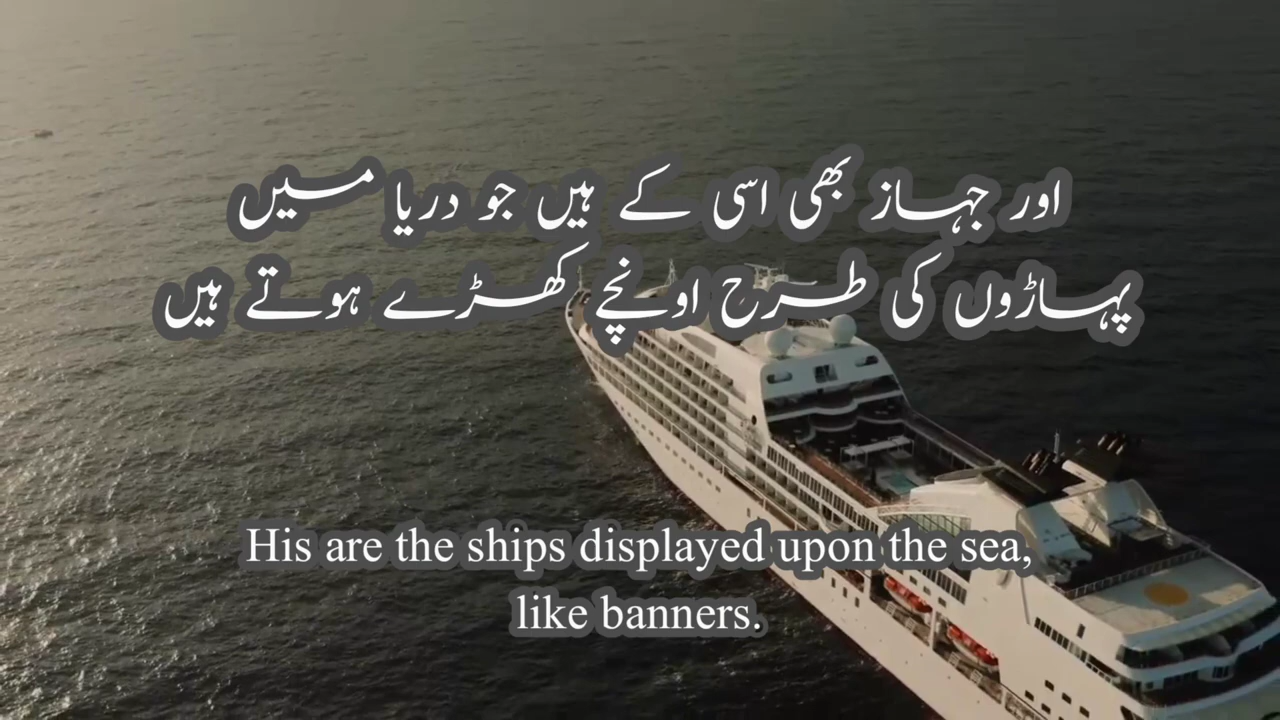 اور جہاز بھی اسی کے ہیں جو دریا میں
پہاڑوں کی طرح اونچے کھڑے ہوتے ہیں
His are the ships displayed upon the sea,
like banners.